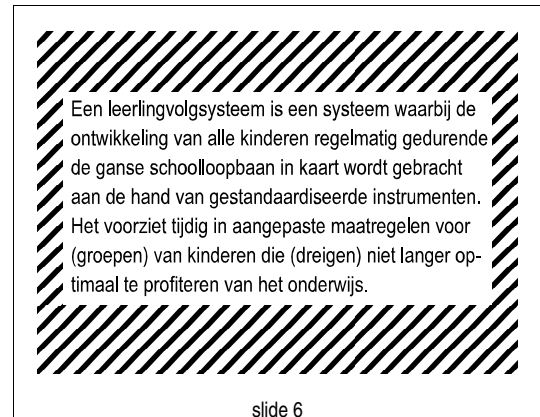 Een leerlingvolgsysteem is een systeem waarbij de
ontwikkeling van alle kinderen regelmatig gedurende
de ganse schoolloopbaan in kaart wordt gebracht
aan de hand van gestandaardiseerde instrumenten.
Het voorziet tijdig in aangepaste maatregelen voor
(groepen) van kinderen die (dreigen) niet langer op-
timaal te profiteren van het onderwijs.
slide 6